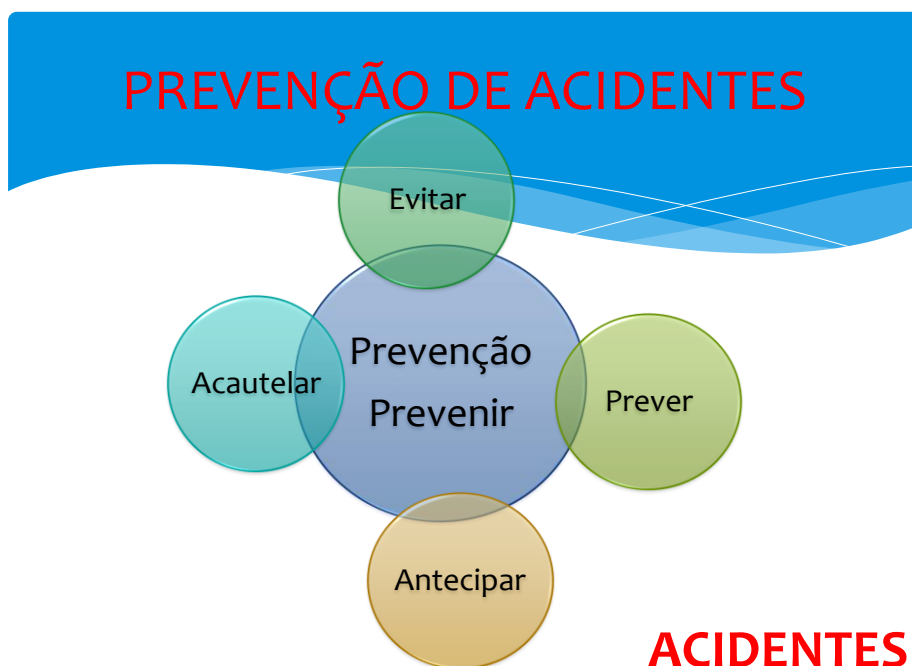 PREVENÇÃO DE ACIDENTES
Evitar
Prevenção
Prevenir
Acautelar
Prever
Antecipar
ACIDENTES